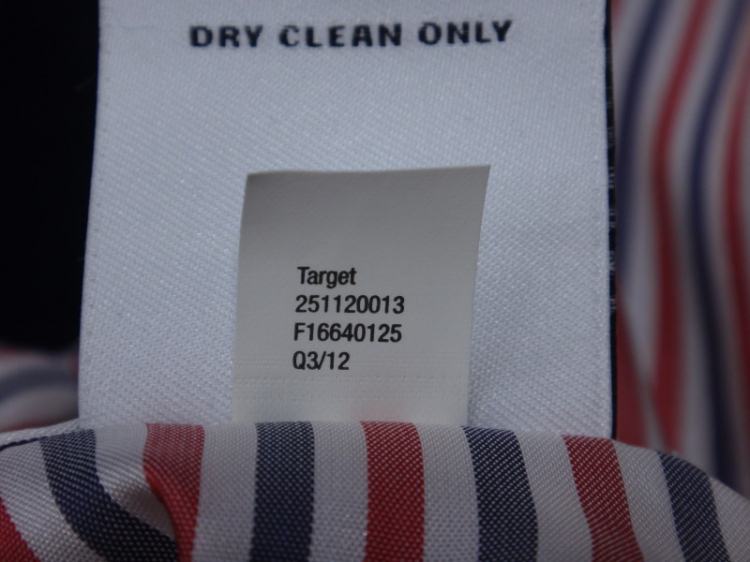 DRY CLEAN ONLY
Target
251120013
F16640125
Q3/12